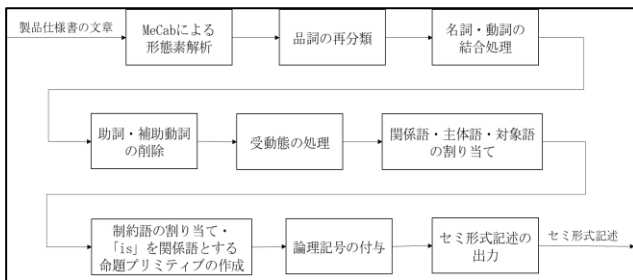 製品仕様書の文章
MeCabによる
形態素解析
品詞の再分類
名詞・動詞の
結合処理
助詞・補助動詞
の削除
受動態の処理
関係語・主体語・対象語
の割り当て
制約語の割り当て・
「is」を関係語とする
命題プリミティブの作成
論理記号の付与
セミ形式記述の
出力
セミ形式記述